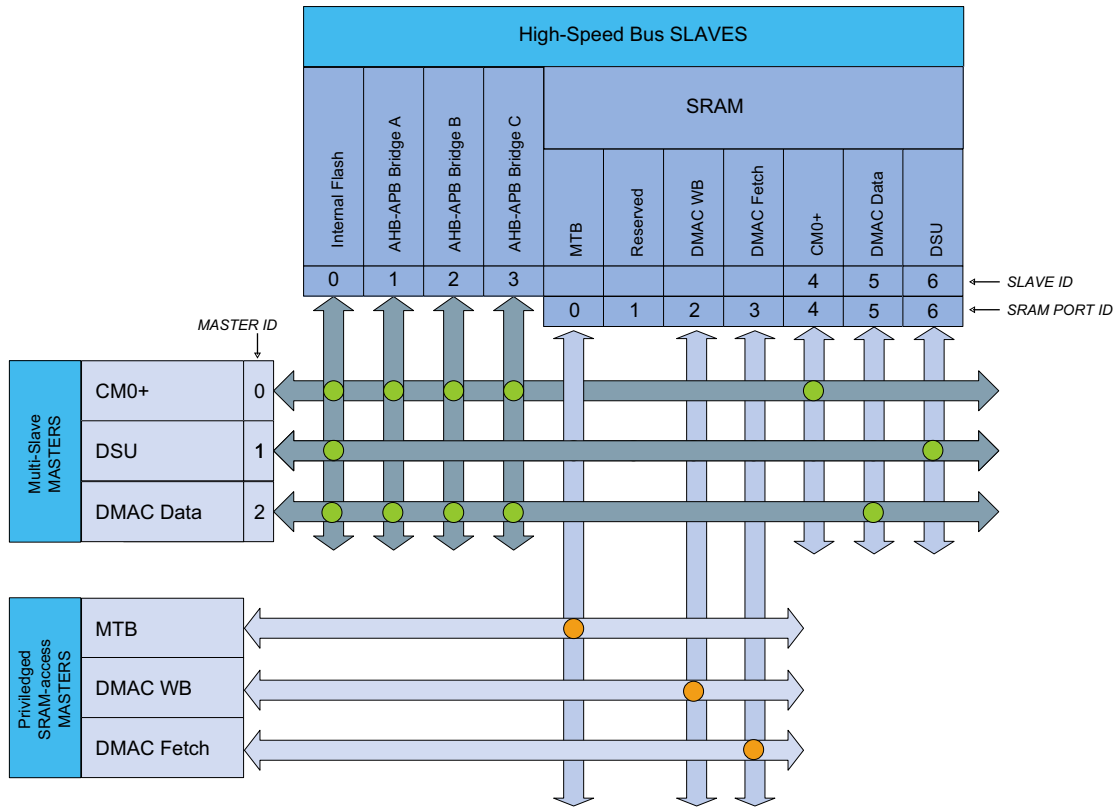 High-Speed Bus SLAVES
SRAM
Internal Flash
AHB-APB Bridge A
AHB-APB Bridge B
AHB-APB Bridge C
MTB
Reserved
DMAC WB
DMAC Fetch
CM0+
DMAC Data
DSU
0 1 2 3 4 5 6 SLAVE ID
0 1 2 3 4 5 6 SRAM PORT ID
MASTER ID
Multi-Slave
MASTERS
CM0+ 0
DSU 1
DMAC Data 2
Priviledged
SRAM-access
MASTERS
MTB
DMAC WB
DMAC Fetch